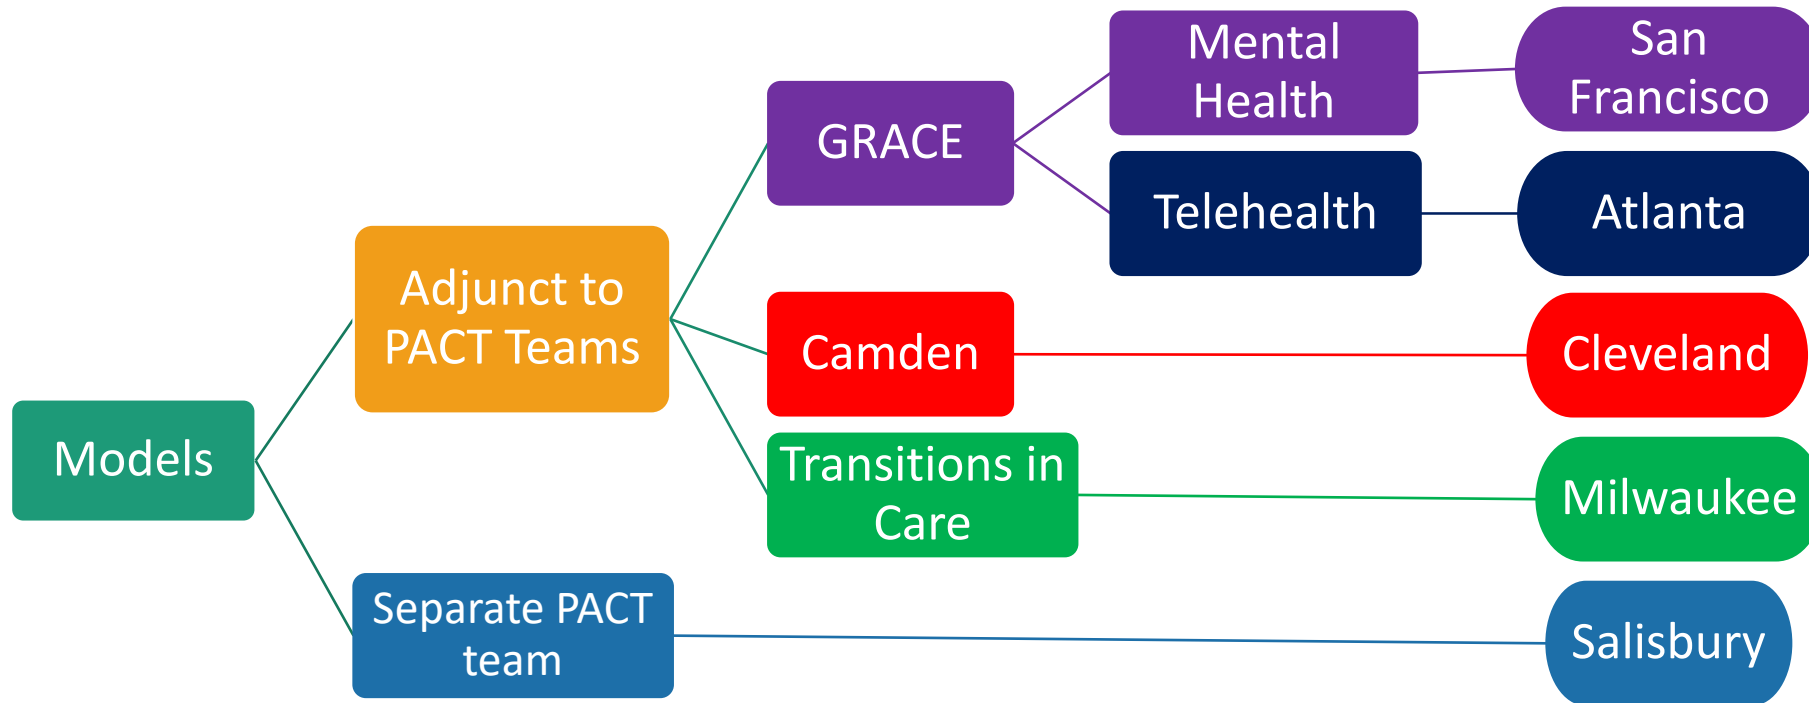 Models
Adjunct to
PACT Teams
Separate PACT
team
GRACE
Camden
Transitions in
Care
Mental
Health
Telehealth
San
Francisco
Atlanta
Cleveland
Milwaukee
Salisbury